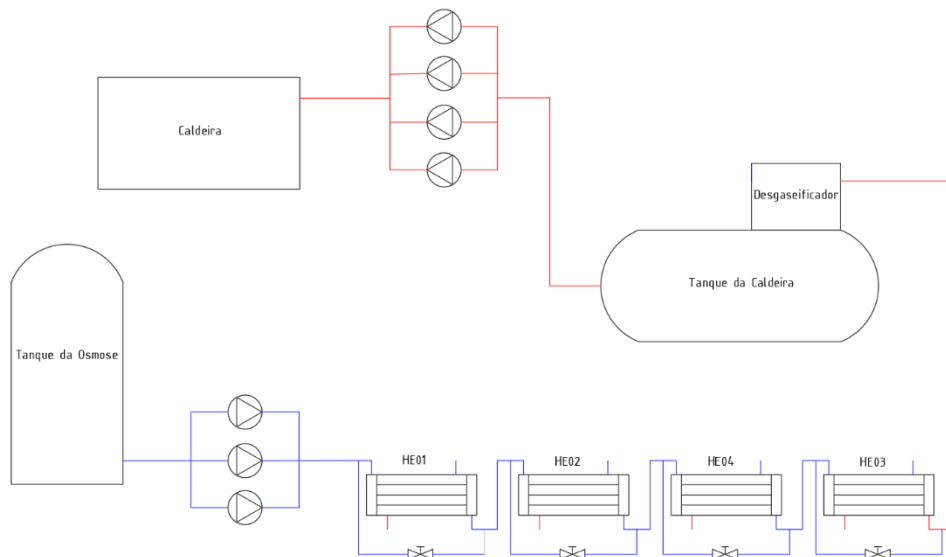 Caldeira
Desgaseificador
Tanque da Caldeira
Tanque da Osmose
HE01
HE02
HE04
HE03